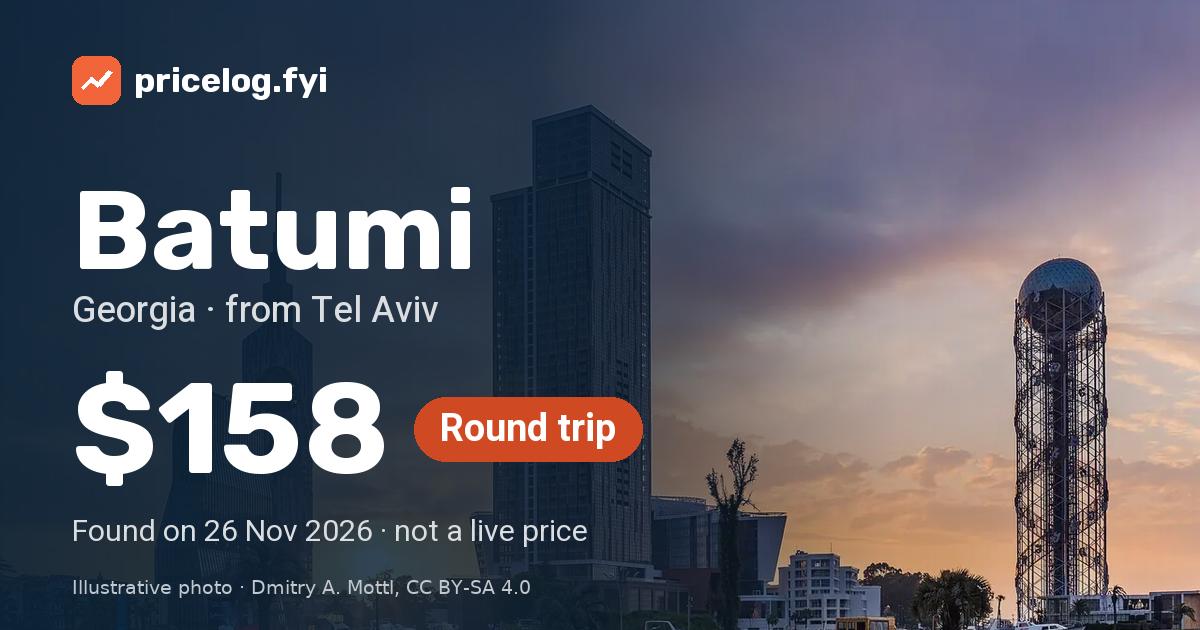 pricelog.fyi
Batumi
Georgia · from Tel Aviv
$158
Round trip
Found on 26 Nov 2026 · not a live price
Illustrative photo · Dmitry A. Mottl, CC BY-SA 4.0